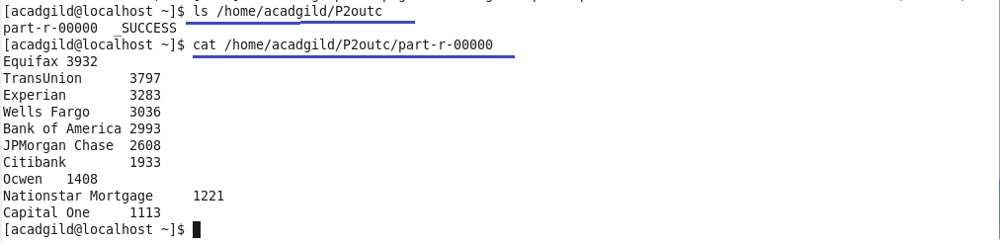 [acadgild@localhost ~]$ ls /home/acadgild/P2outc
part-r-00000  _SUCCESS
[acadgild@localhost ~]$ cat /home/acadgild/P2outc/part-r-00000
Equifax 3932
TransUnion      3797
Experian        3283
Wells Fargo     3036
Bank of America 2993
JPMorgan Chase  2608
Citibank        1933
Ocwen   1408
Nationstar Mortgage     1221
Capital One     1113
[acadgild@localhost ~]$